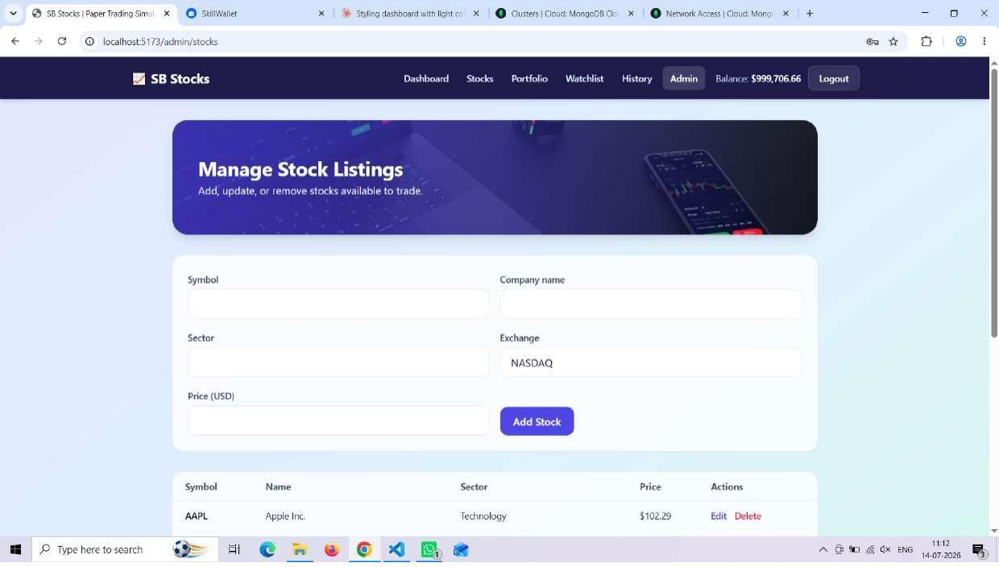 SB Stocks | Paper Trading Simul
SkillWallet
Styling dashboard with light col
Clusters | Cloud: MongoDB Clou
Network Access | Cloud: Mongo
localhost:5173/admin/stocks
SB Stocks
Dashboard
Stocks
Portfolio
Watchlist
History
Admin
Balance: $999,706.66
Logout
Manage Stock Listings
Add, update, or remove stocks available to trade.
Symbol
Company name
Sector
Exchange
NASDAQ
Price (USD)
Add Stock
Symbol Name Sector Price Actions
AAPL Apple Inc. Technology $102.29 Edit Delete
Type here to search
1
ENG
11:12
14-07-2026
3